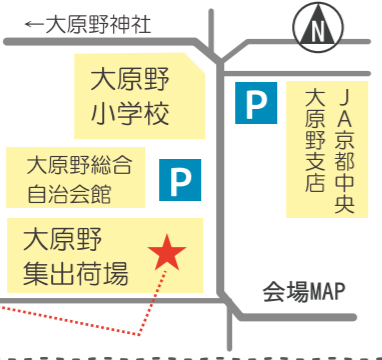 ←大原野神社
N
大原野
小学校
P
JA京都中央
大原野支店
大原野総合
自治会館
P
大原野
集出荷場
会場MAP